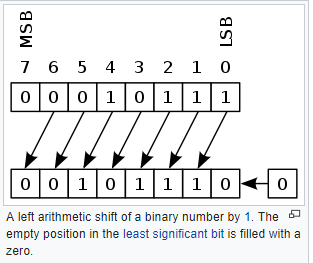 MSB LSB
7 6 5 4 3 2 1 0
0 0 0 1 0 1 1 1
0 0 1 0 1 1 1 0 0
A left arithmetic shift of a binary number by 1. The
empty position in the least significant bit is filled with a
zero.